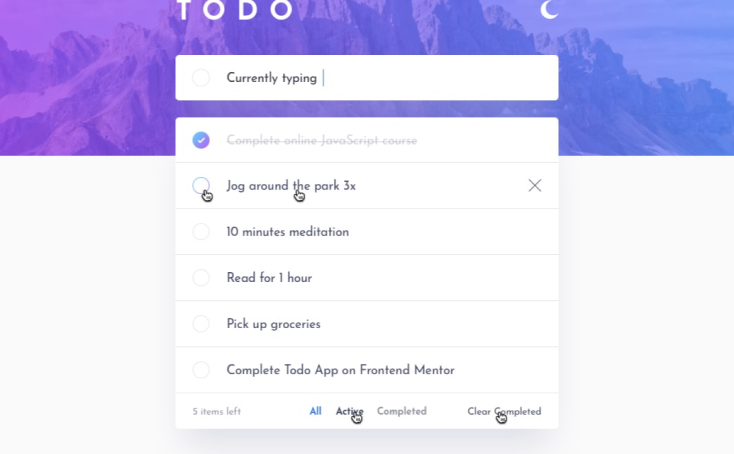 TODO
Currently typing
Complete online JavaScript course
Jog around the park 3x
10 minutes meditation
Read for 1 hour
Pick up groceries
Complete Todo App on Frontend Mentor
5 items left All Active Completed Clear Completed